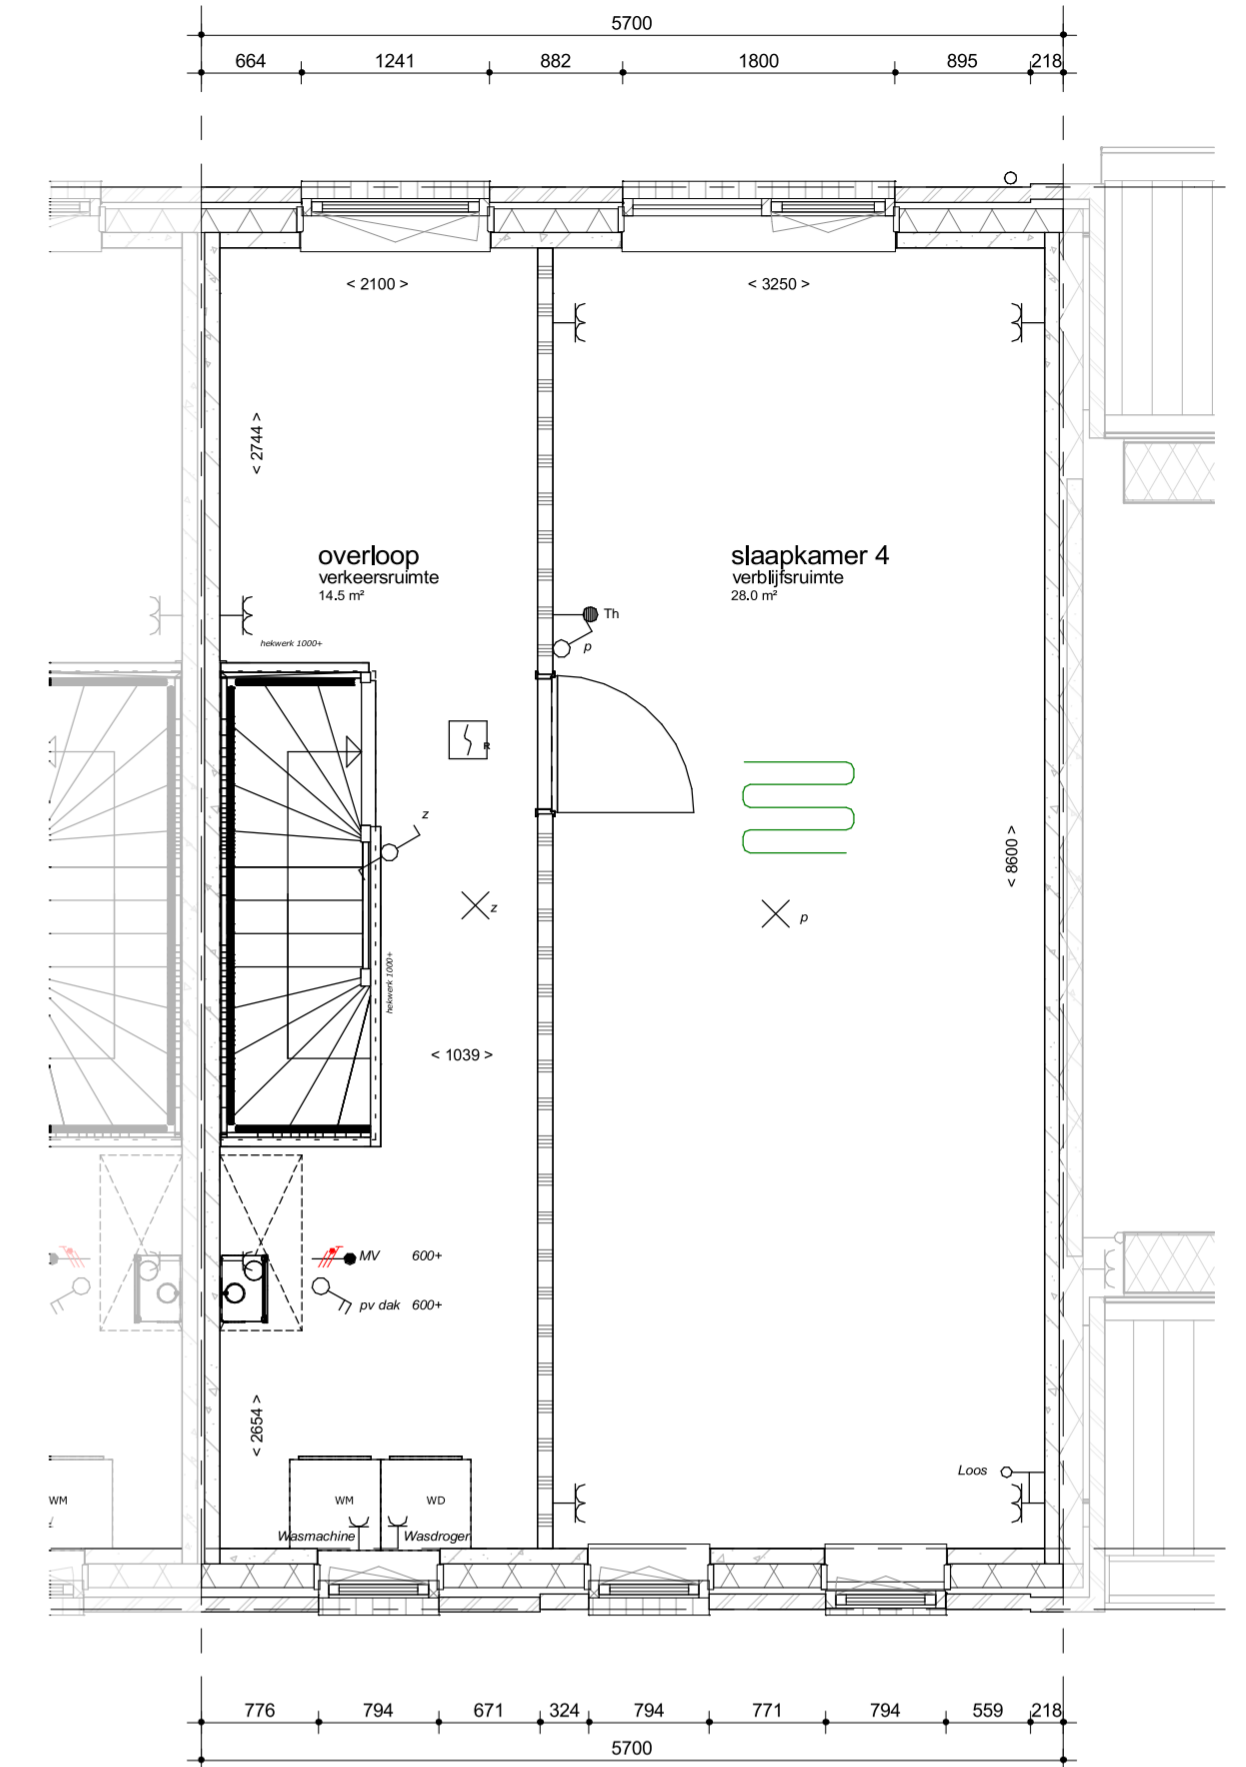 5700
664 1241 882 1800 895 218
< 2100 > < 3250 >
< 2744 >
overloop
verkeersruimte
14.5 m²
slaapkamer 4
verblijfsruimte
28.0 m²
Th
p
hekwerk 1000+
R
z
< 8600 >
z
p
hekwerk 1000+
< 1039 >
MV 600+
pv dak 600+
< 2654 >
Loos
WM WM WD
Wasmachine Wasdroger
776 794 671 324 794 771 794 559 218
5700